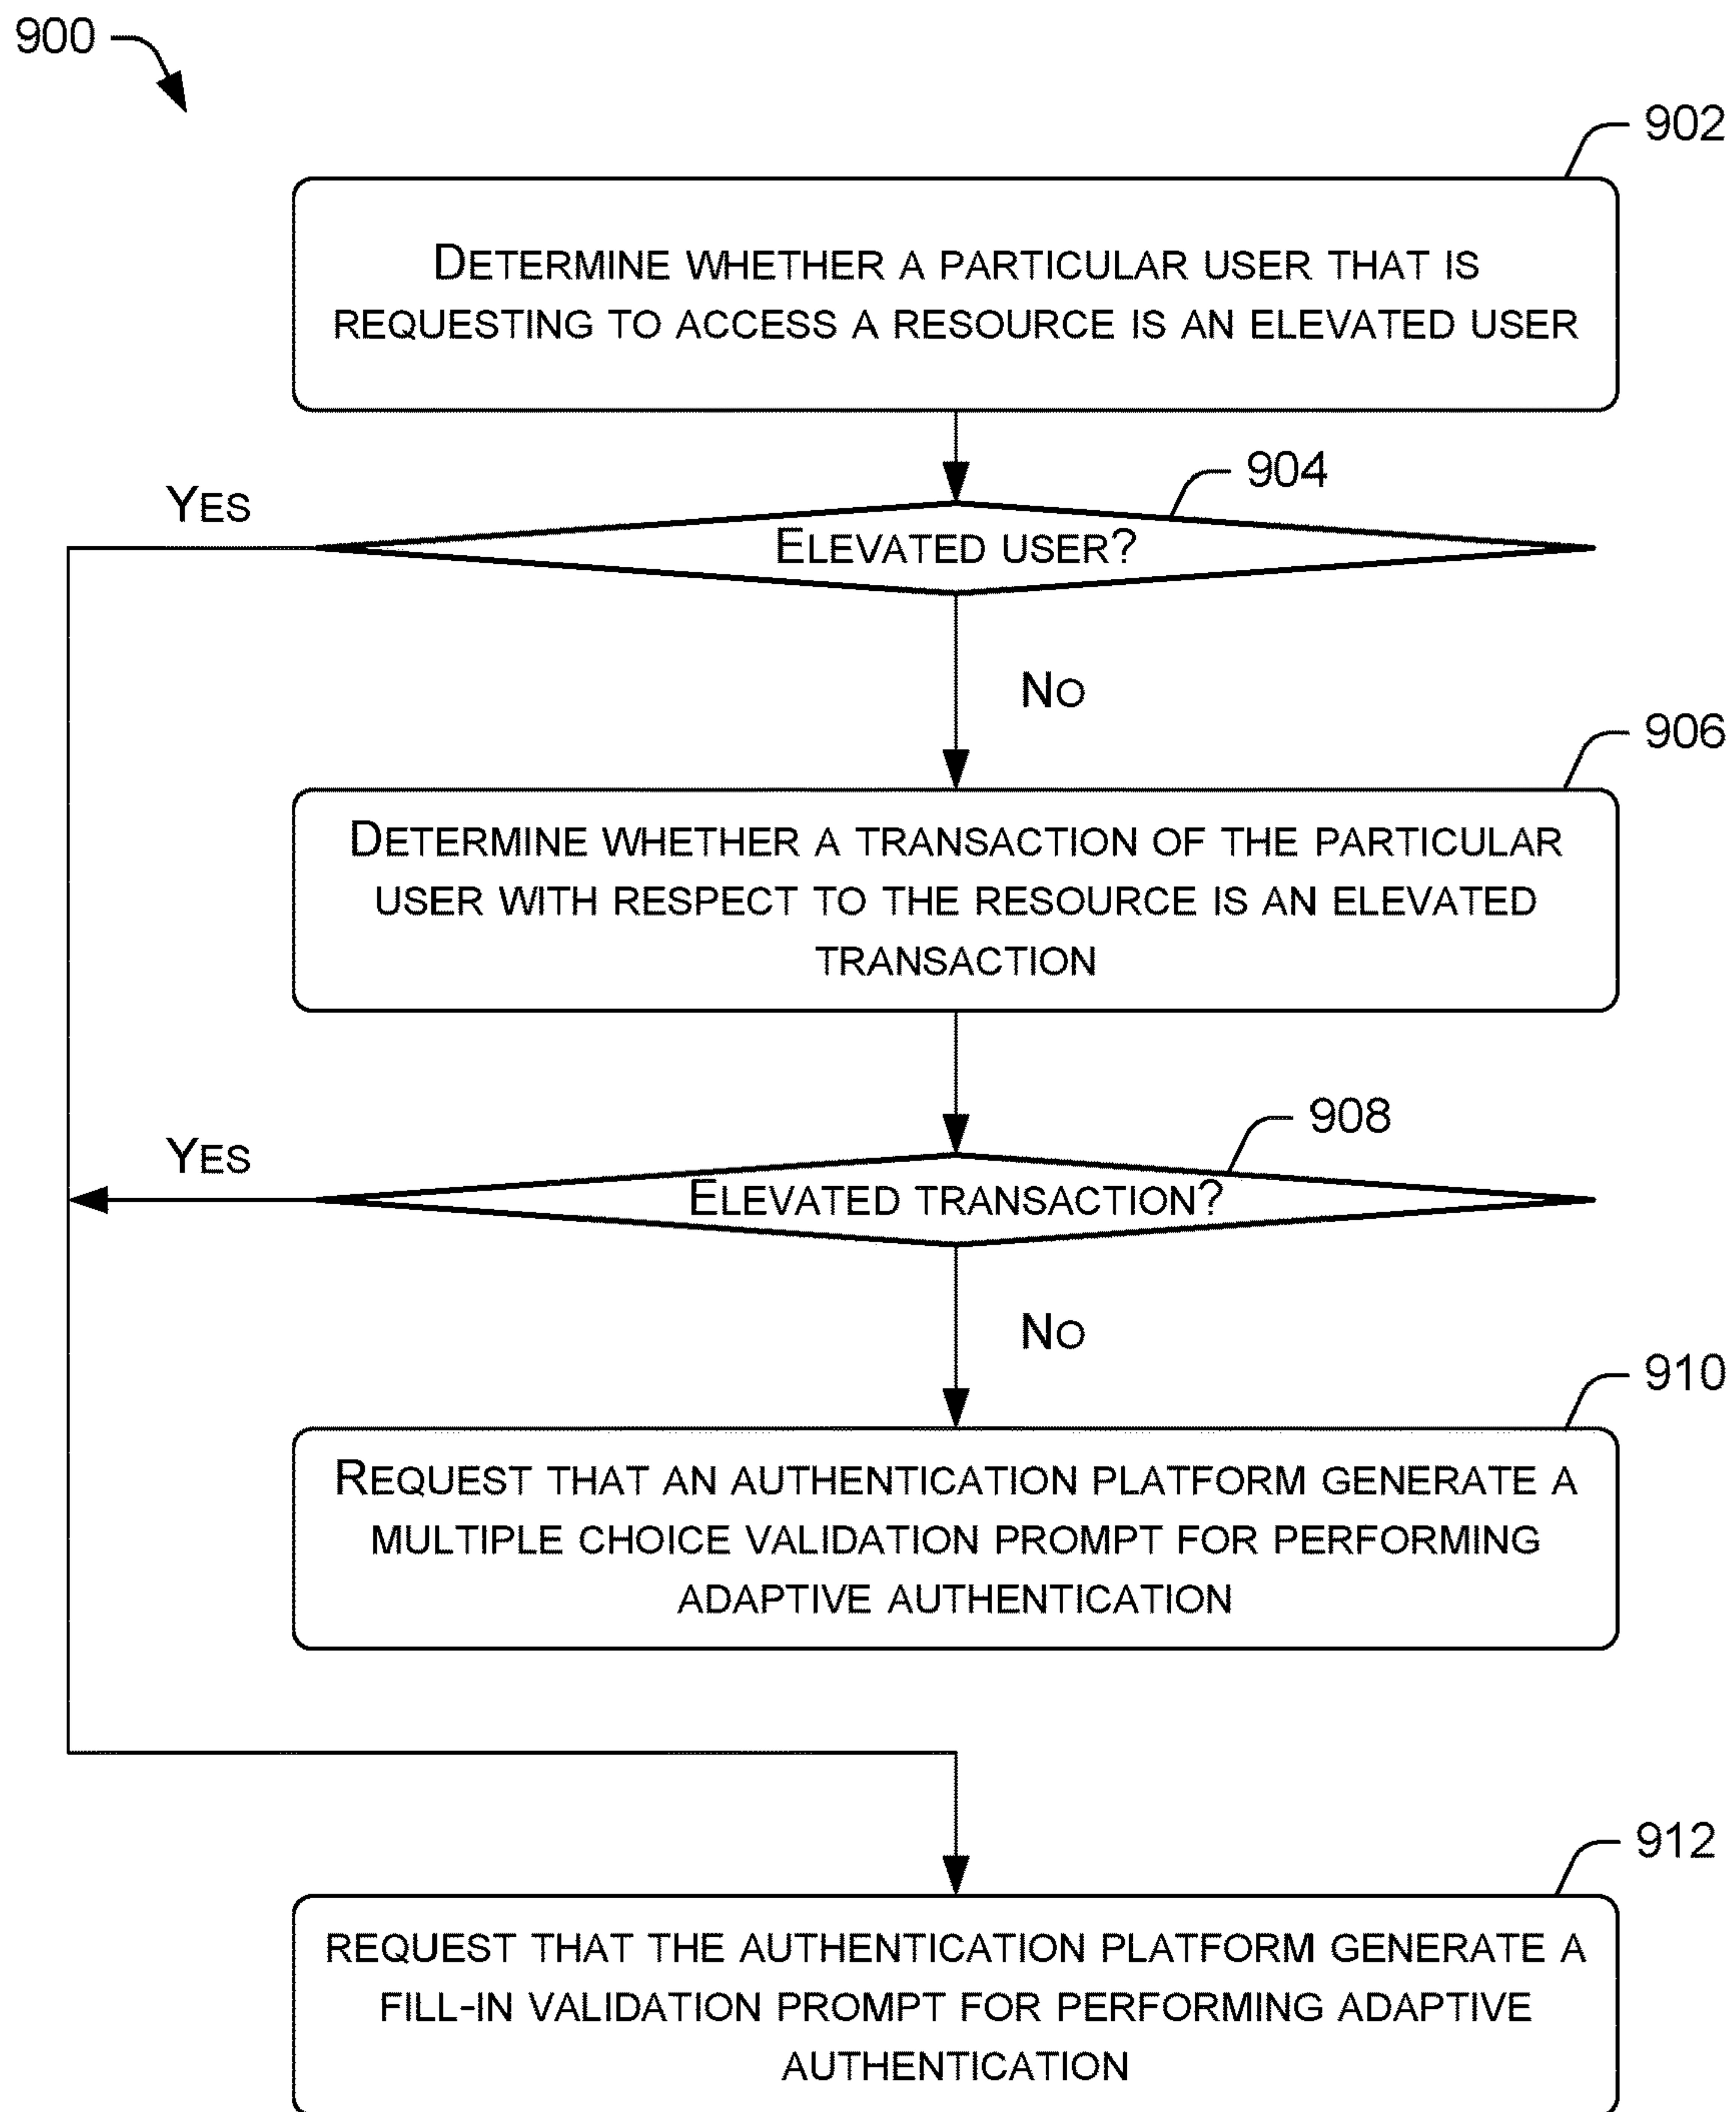 900
902
DETERMINE WHETHER A PARTICULAR USER THAT IS
REQUESTING TO ACCESS A RESOURCE IS AN ELEVATED USER
904
YES
ELEVATED USER?
NO
906
DETERMINE WHETHER A TRANSACTION OF THE PARTICULAR
USER WITH RESPECT TO THE RESOURCE IS AN ELEVATED
TRANSACTION
908
YES
ELEVATED TRANSACTION?
NO
910
REQUEST THAT AN AUTHENTICATION PLATFORM GENERATE A
MULTIPLE CHOICE VALIDATION PROMPT FOR PERFORMING
ADAPTIVE AUTHENTICATION
912
REQUEST THAT THE AUTHENTICATION PLATFORM GENERATE A
FILL-IN VALIDATION PROMPT FOR PERFORMING ADAPTIVE
AUTHENTICATION